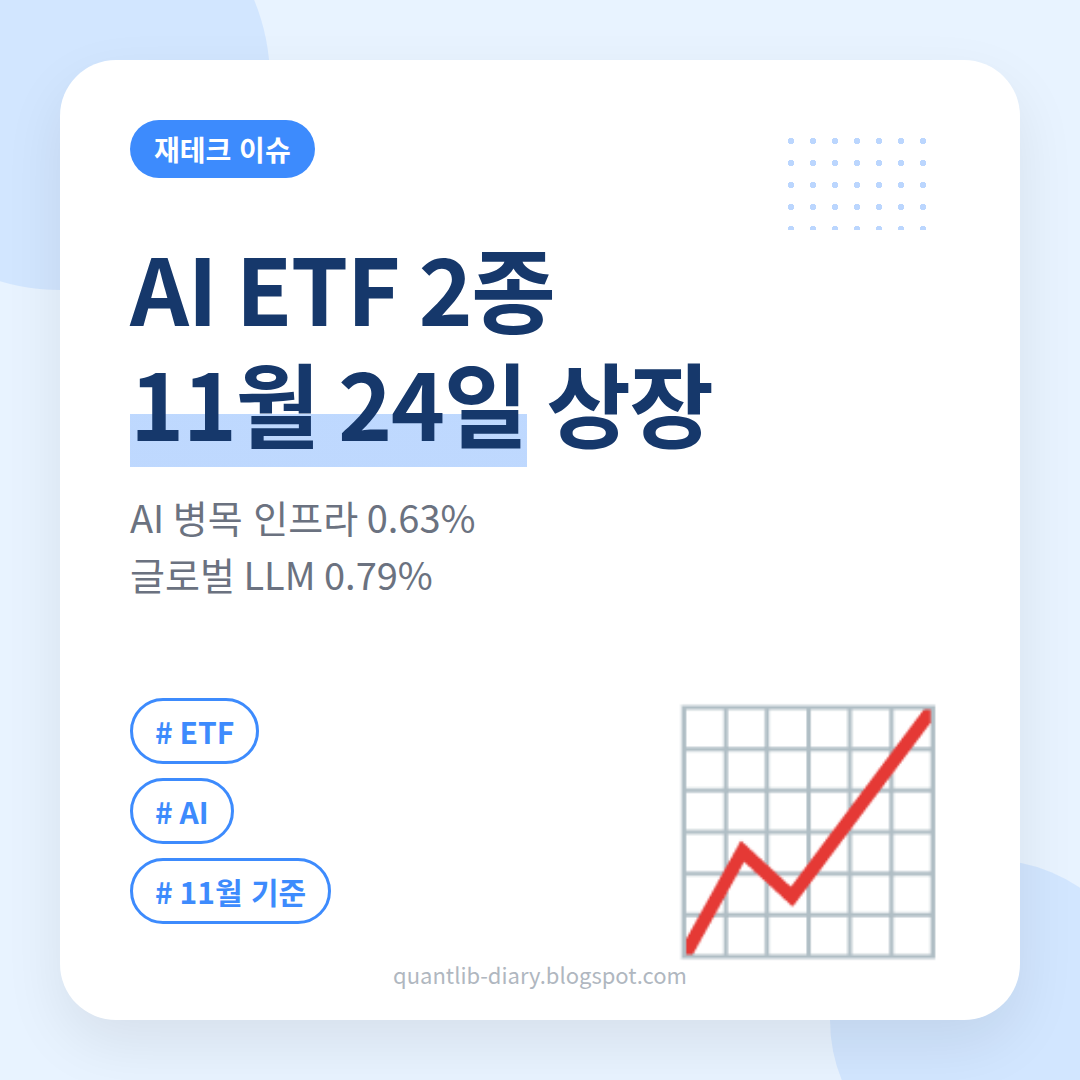 재테크 이슈
AI ETF 2종
11월 24일 상장
AI 병목 인프라 0.63%
글로벌 LLM 0.79%
# ETF
# AI
# 11월 기준
quantlib-diary.blogspot.com